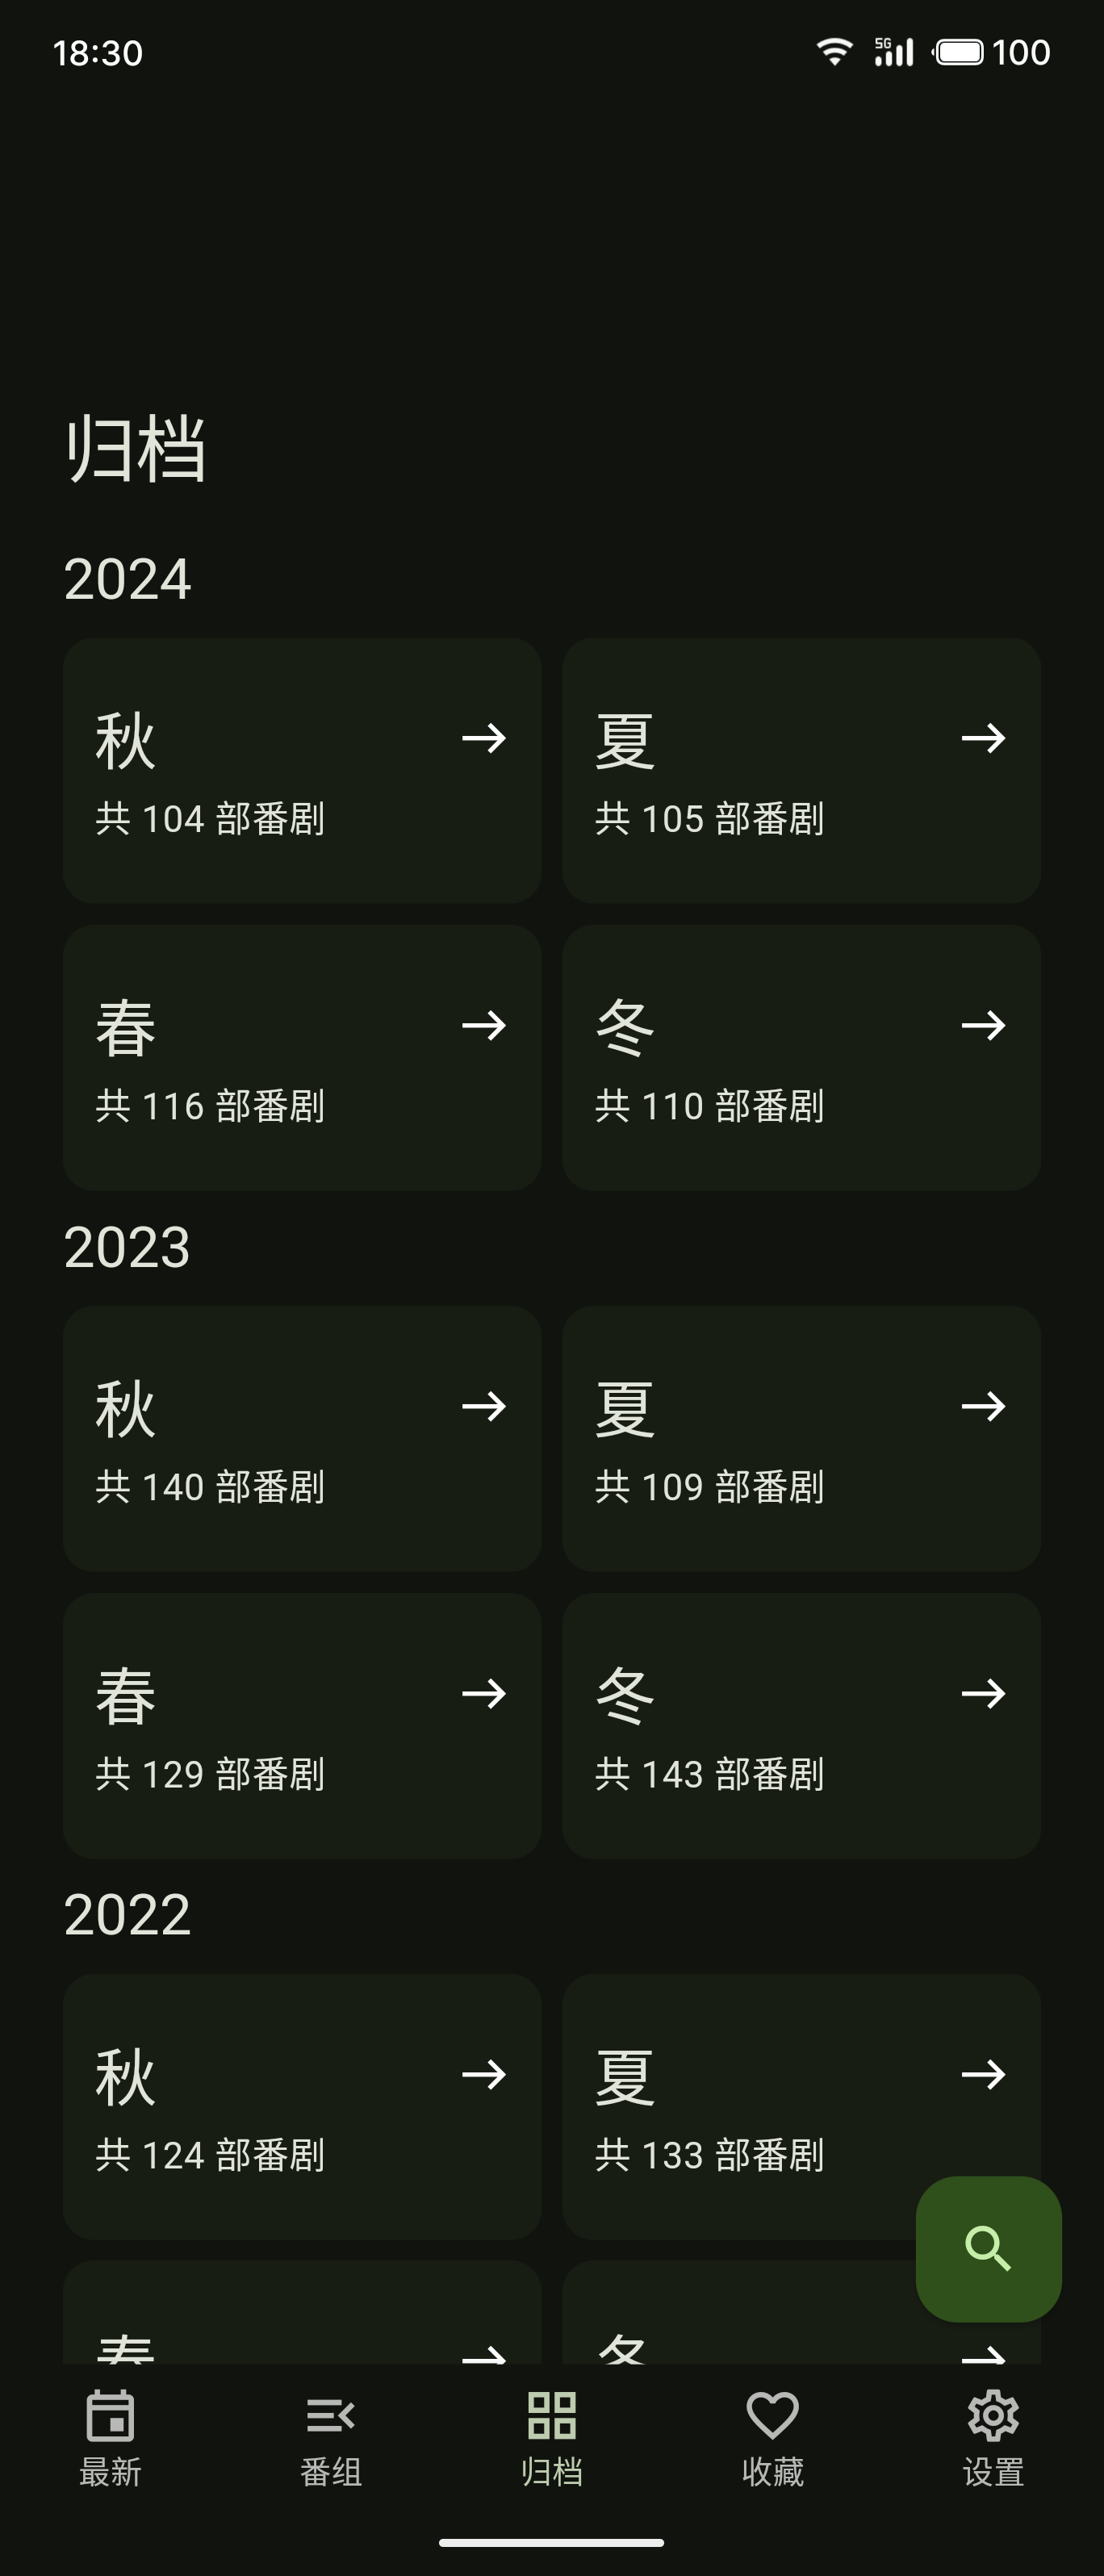 18:30
5G
100
归档
2024
秋
共 104 部番剧
夏
共 105 部番剧
春
共 116 部番剧
冬
共 110 部番剧
2023
秋
共 140 部番剧
夏
共 109 部番剧
春
共 129 部番剧
冬
共 143 部番剧
2022
秋
共 124 部番剧
夏
共 133 部番剧
春
冬
最新
番组
归档
收藏
设置